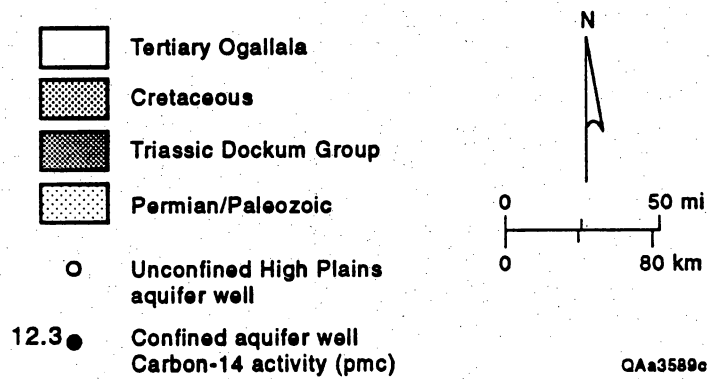 Tertiary Ogallala
Cretaceous
Triassic Dockum Group
Permian/Paleozoic
Unconfined High Plains
aquifer well
12.3
Confined aquifer well
Carbon-14 activity (pmc)
N
0 50 mi
0 80 km
QAa3589c